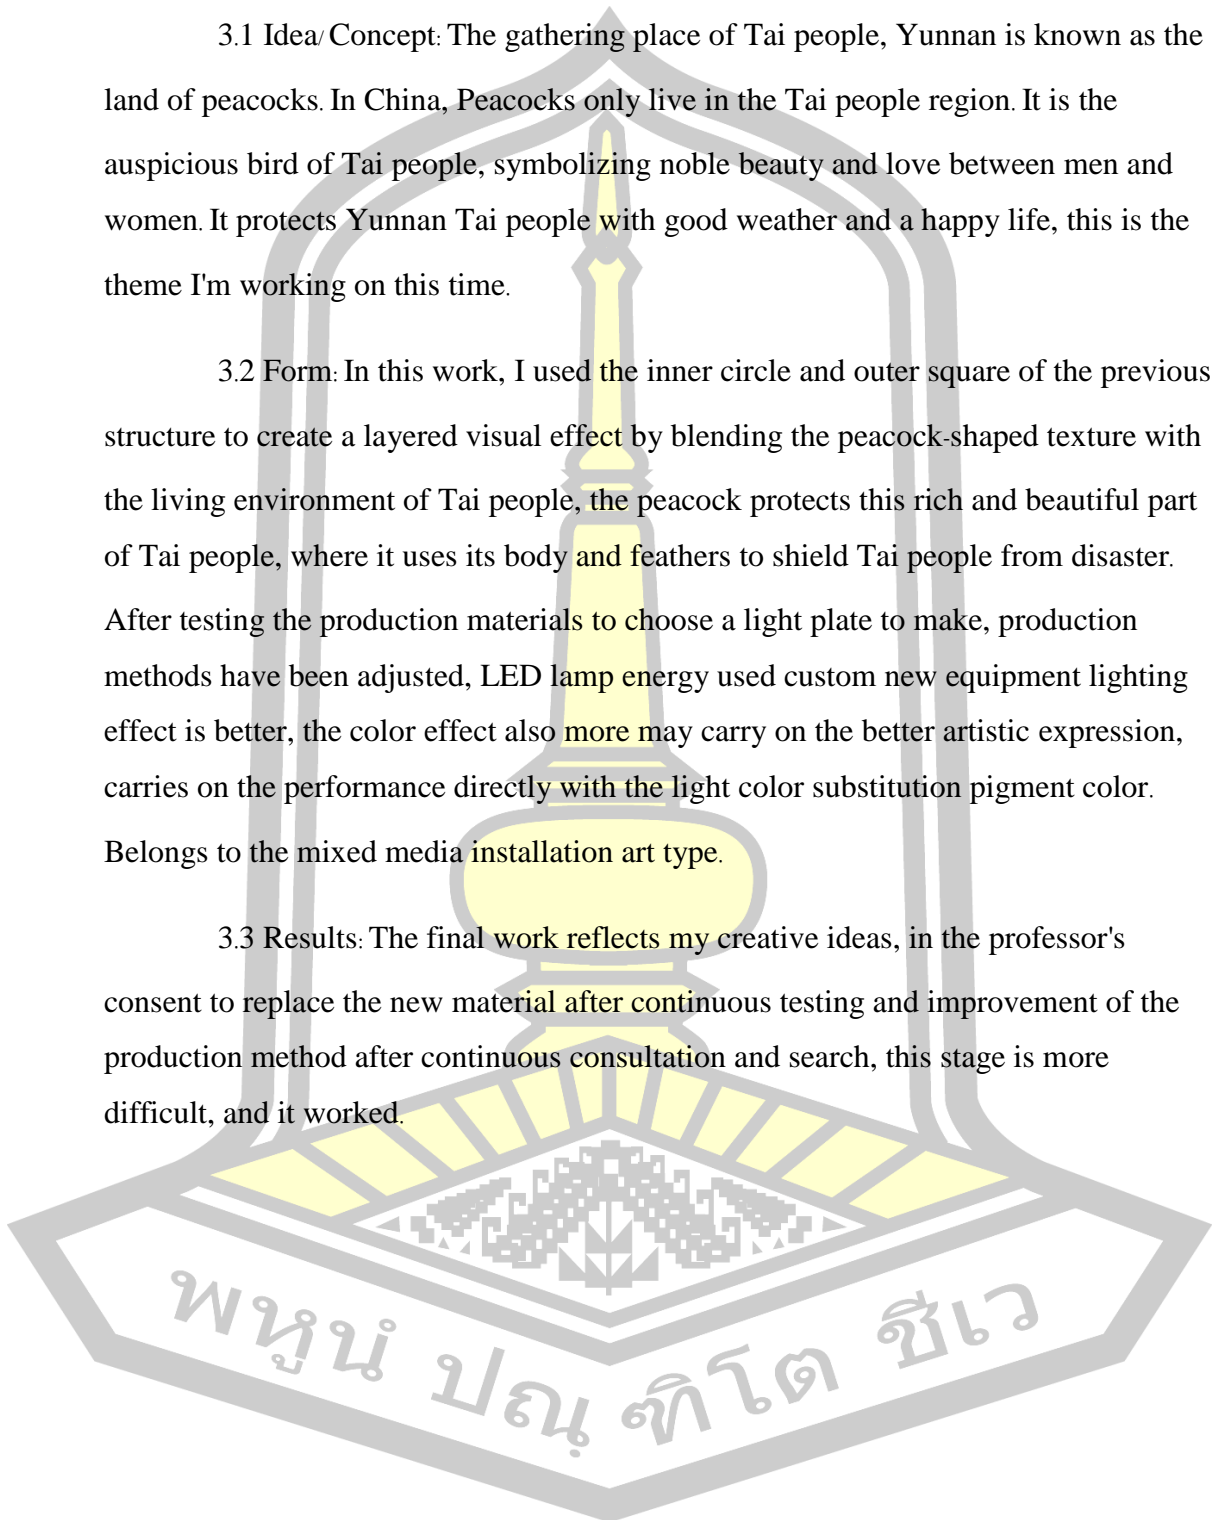 3.1 Idea/ Concept: The gathering place of Tai people, Yunnan is known as the
land of peacocks. In China, Peacocks only live in the Tai people region. It is the
auspicious bird of Tai people, symbolizing noble beauty and love between men and
women. It protects Yunnan Tai people with good weather and a happy life, this is the
theme I'm working on this time.
3.2 Form: In this work, I used the inner circle and outer square of the previous
structure to create a layered visual effect by blending the peacock-shaped texture with
the living environment of Tai people, the peacock protects this rich and beautiful part
of Tai people, where it uses its body and feathers to shield Tai people from disaster.
After testing the production materials to choose a light plate to make, production
methods have been adjusted, LED lamp energy used custom new equipment lighting
effect is better, the color effect also more may carry on the better artistic expression,
carries on the performance directly with the light color substitution pigment color.
Belongs to the mixed media installation art type.
3.3 Results: The final work reflects my creative ideas, in the professor's
consent to replace the new material after continuous testing and improvement of the
production method after continuous consultation and search, this stage is more
difficult, and it worked.
พหูนํ ปณฺฑิโต ชีเว